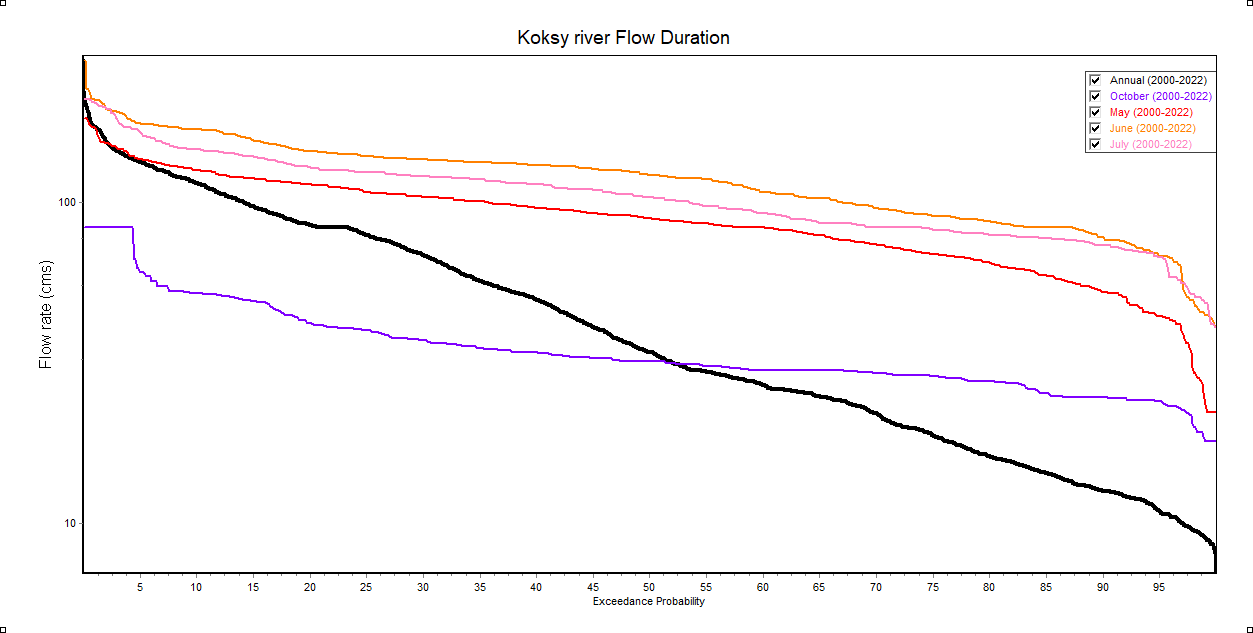 Koksy river Flow Duration
Annual (2000-2022)
October (2000-2022)
May (2000-2022)
June (2000-2022)
July (2000-2022)
Flow rate (cms)
100
10
5 10 15 20 25 30 35 40 45 50 55 60 65 70 75 80 85 90 95
Exceedance Probability